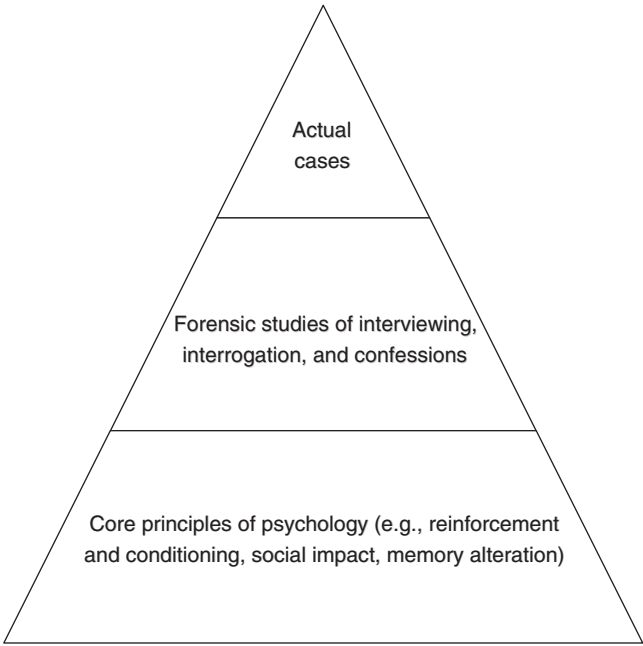 Actual
cases
Forensic studies of interviewing,
interrogation, and confessions
Core principles of psychology (e.g., reinforcement
and conditioning, social impact, memory alteration)